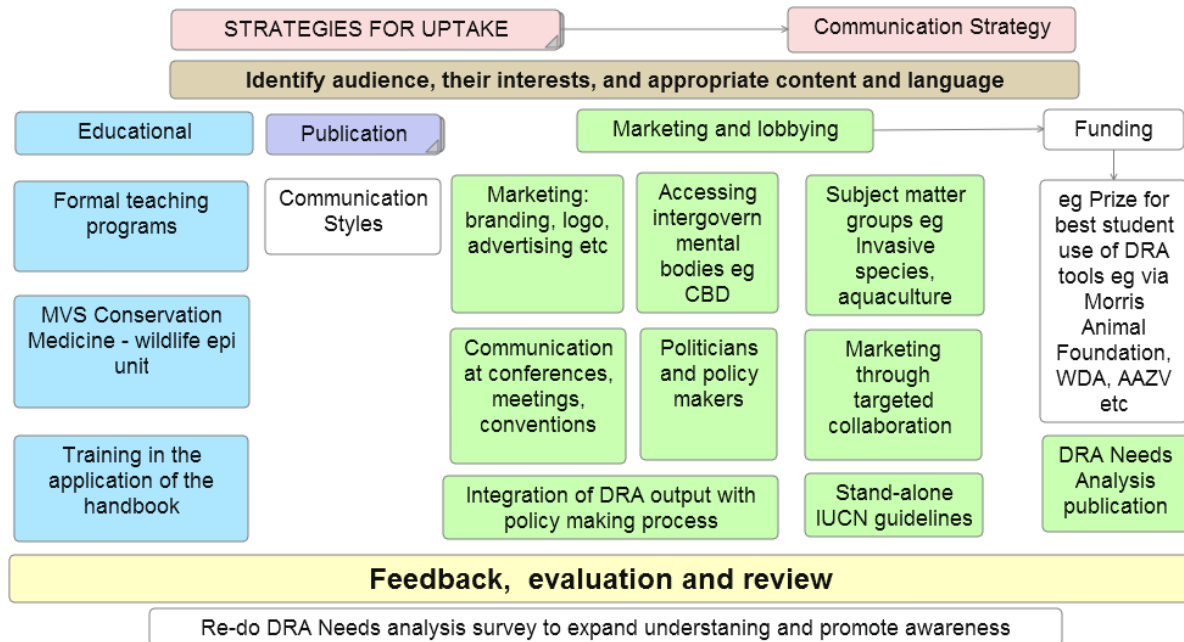 STRATEGIES FOR UPTAKE
Communication Strategy
Identify audience, their interests, and appropriate content and language
Educational
Publication
Marketing and lobbying
Funding
Formal teaching
programs
Communication
Styles
Marketing:
branding, logo,
advertising etc
Accessing
intergovern
mental
bodies eg
CBD
Subject matter
groups eg
Invasive
species,
aquaculture
eg Prize for
best student
use of DRA
tools eg via
Morris
Animal
Foundation,
WDA, AAZV
etc
MVS Conservation
Medicine - wildlife epi
unit
Communication
at conferences,
meetings,
conventions
Politicians
and policy
makers
Marketing
through
targeted
collaboration
Training in the
application of the
handbook
Integration of DRA output with
policy making process
Stand-alone
IUCN guidelines
DRA Needs
Analysis
publication
Feedback, evaluation and review
Re-do DRA Needs analysis survey to expand understaning and promote awareness